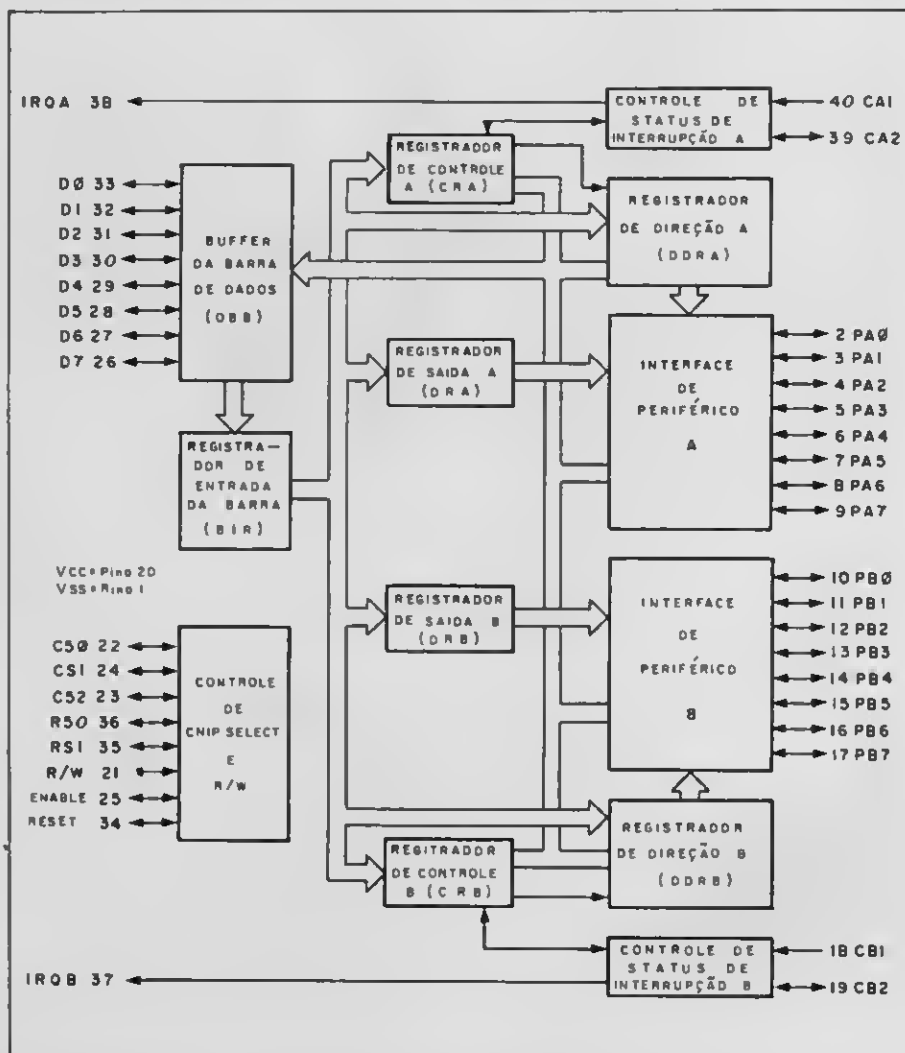 IRQA 38
CONTROLE DE
STATUS DE
INTERRUPÇÃO A
40 CA1
39 CA2
REGISTRADOR
DE CONTROLE
A (CRA)
D0 33
D1 32
D2 31
D3 30
D4 29
D5 28
D6 27
D7 26
BUFFER
DA BARRA
DE DADOS
(DBB)
REGISTRADOR
DE DIREÇÃO A
(DDRA)
REGISTRADOR
DE SAIDA A
(DRA)
INTERFACE
DE
PERIFÉRICO
A
2 PA0
3 PA1
4 PA2
5 PA3
6 PA4
7 PA5
8 PA6
9 PA7
REGISTRA-
DOR DE
ENTRADA
DA BARRA
(BIR)
VCC=Pino 20
VSS=Pino 1
REGISTRADOR
DE SAIDA B
(DRB)
INTERFACE
DE
PERIFÉRICO
B
10 PB0
11 PB1
12 PB2
13 PB3
14 PB4
15 PB5
16 PB6
17 PB7
CS0 22
CS1 24
CS2 23
RS0 36
RS1 35
R/W 21
ENABLE 25
RESET 34
CONTROLE
DE
CNIP SELECT
E
R/W
REGITRADOR
DE CONTROLE
B (CRB)
REGISTRADOR
DE DIREÇÃO B
(DDRB)
IRQB 37
CONTROLE DE
STATUS DE
INTERRUPÇÃO B
18 CB1
19 CB2